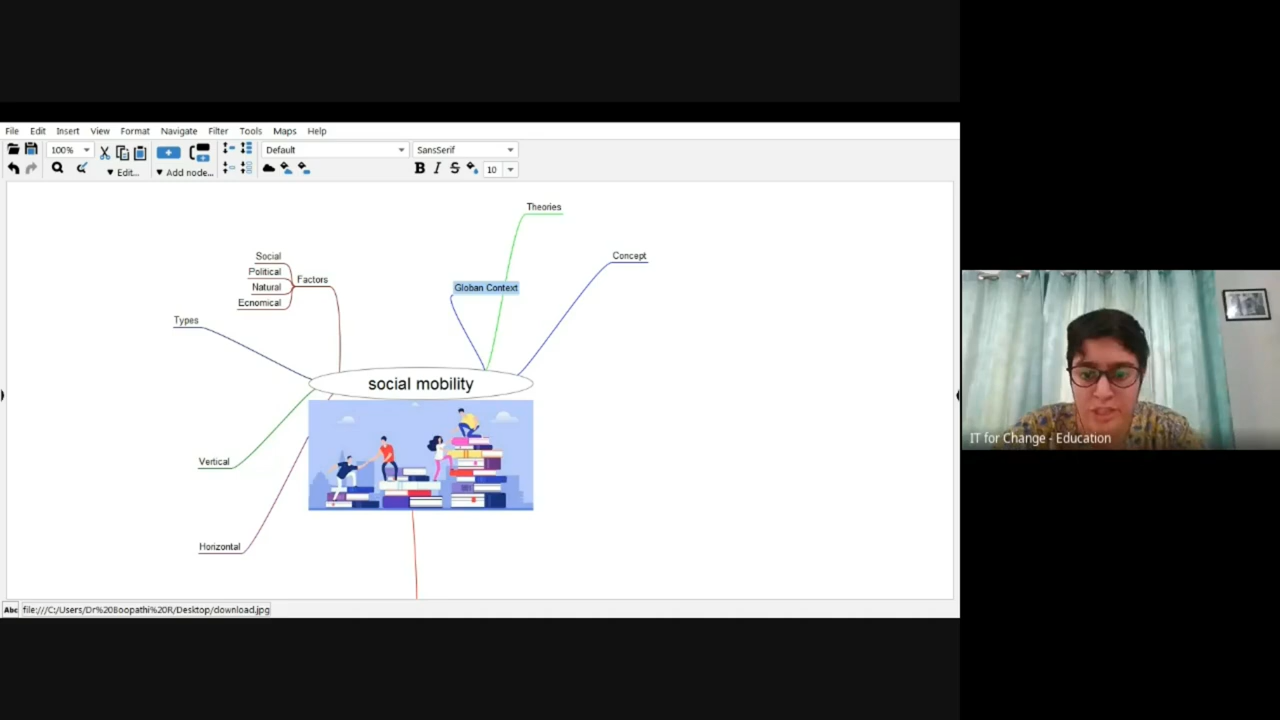 File Edit Insert View Format Navigate Filter Tools Maps Help
100% Default SansSerif
Edit... Add node... B I S 10
Theories
Social
Concept
Political
Factors
Natural
Globan Context
Ecnomical
Types
social mobility
Vertical
Horizontal
Abc file:///C:/Users/Dr%20Boopathi%20R/Desktop/download.jpg
IT for Change - Education